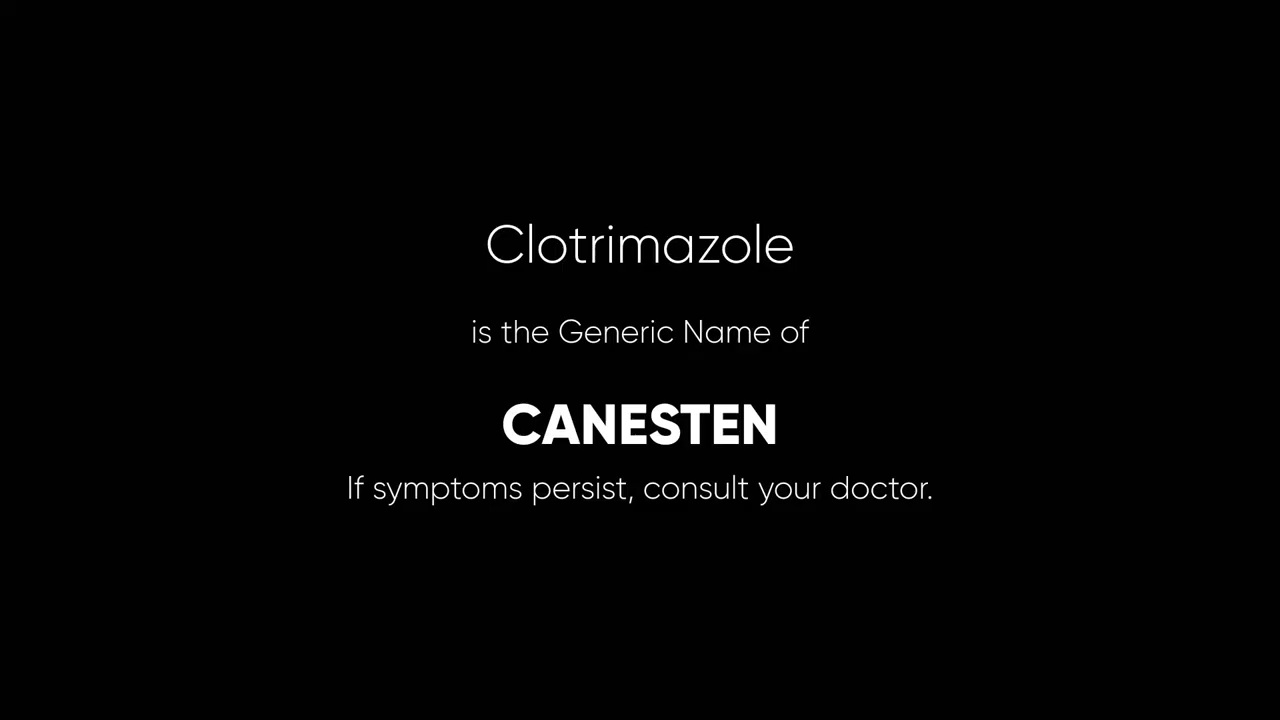 Clotrimazole
is the Generic Name of
CANESTEN
If symptoms persist, consult your doctor.